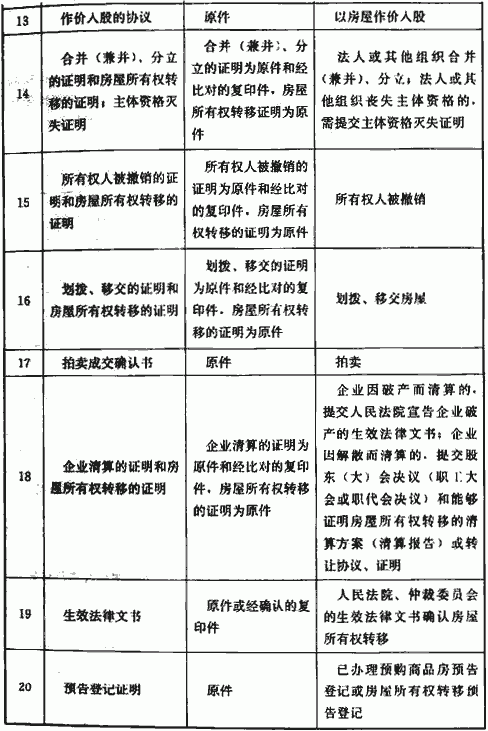 13
作价入股的协议
原件
以房屋作价入股
14
合并（兼并）、分立
的证明和房屋所有权转
移的证明；主体资格灭
失证明
合并（兼并）、分
立的证明为原件和经
比对的复印件，房屋
所有权转移证明为原
件
法人或其他组织合并
（兼并）、分立；法人或其
他组织丧失主体资格的，
需提交主体资格灭失证明
15
所有权人被撤销的证
明和房屋所有权转移的
证明
所有权人被撤销的
证明为原件和经比对
的复印件，房屋所有
权转移的证明为原件
所有权人被撤销
16
划拨、移交的证明和
房屋所有权转移的证明
划拨、移交的证明
为原件和经比对的复
印件，房屋所有权转
移的证明为原件
划拨、移交房屋
17
拍卖成交确认书
原件
拍卖
18
企业清算的证明和房
屋所有权转移的证明
企业清算的证明为
原件和经比对的复印
件，房屋所有权转移
的证明为原件
企业因破产而清算的，
提交人民法院宣告企业破
产的生效法律文书；企业
因解散而清算的，提交股
东（大）会决议（职工大
会或职代会决议）和能够
证明房屋所有权转移的清
算方案（清算报告）或转
让协议、证明
19
生效法律文书
原件或经确认的复
印件
人民法院、仲裁委员会
的生效法律文书确认房屋
所有权转移
20
预告登记证明
原件
已办理预购商品房预告
登记或房屋所有权转移预
告登记